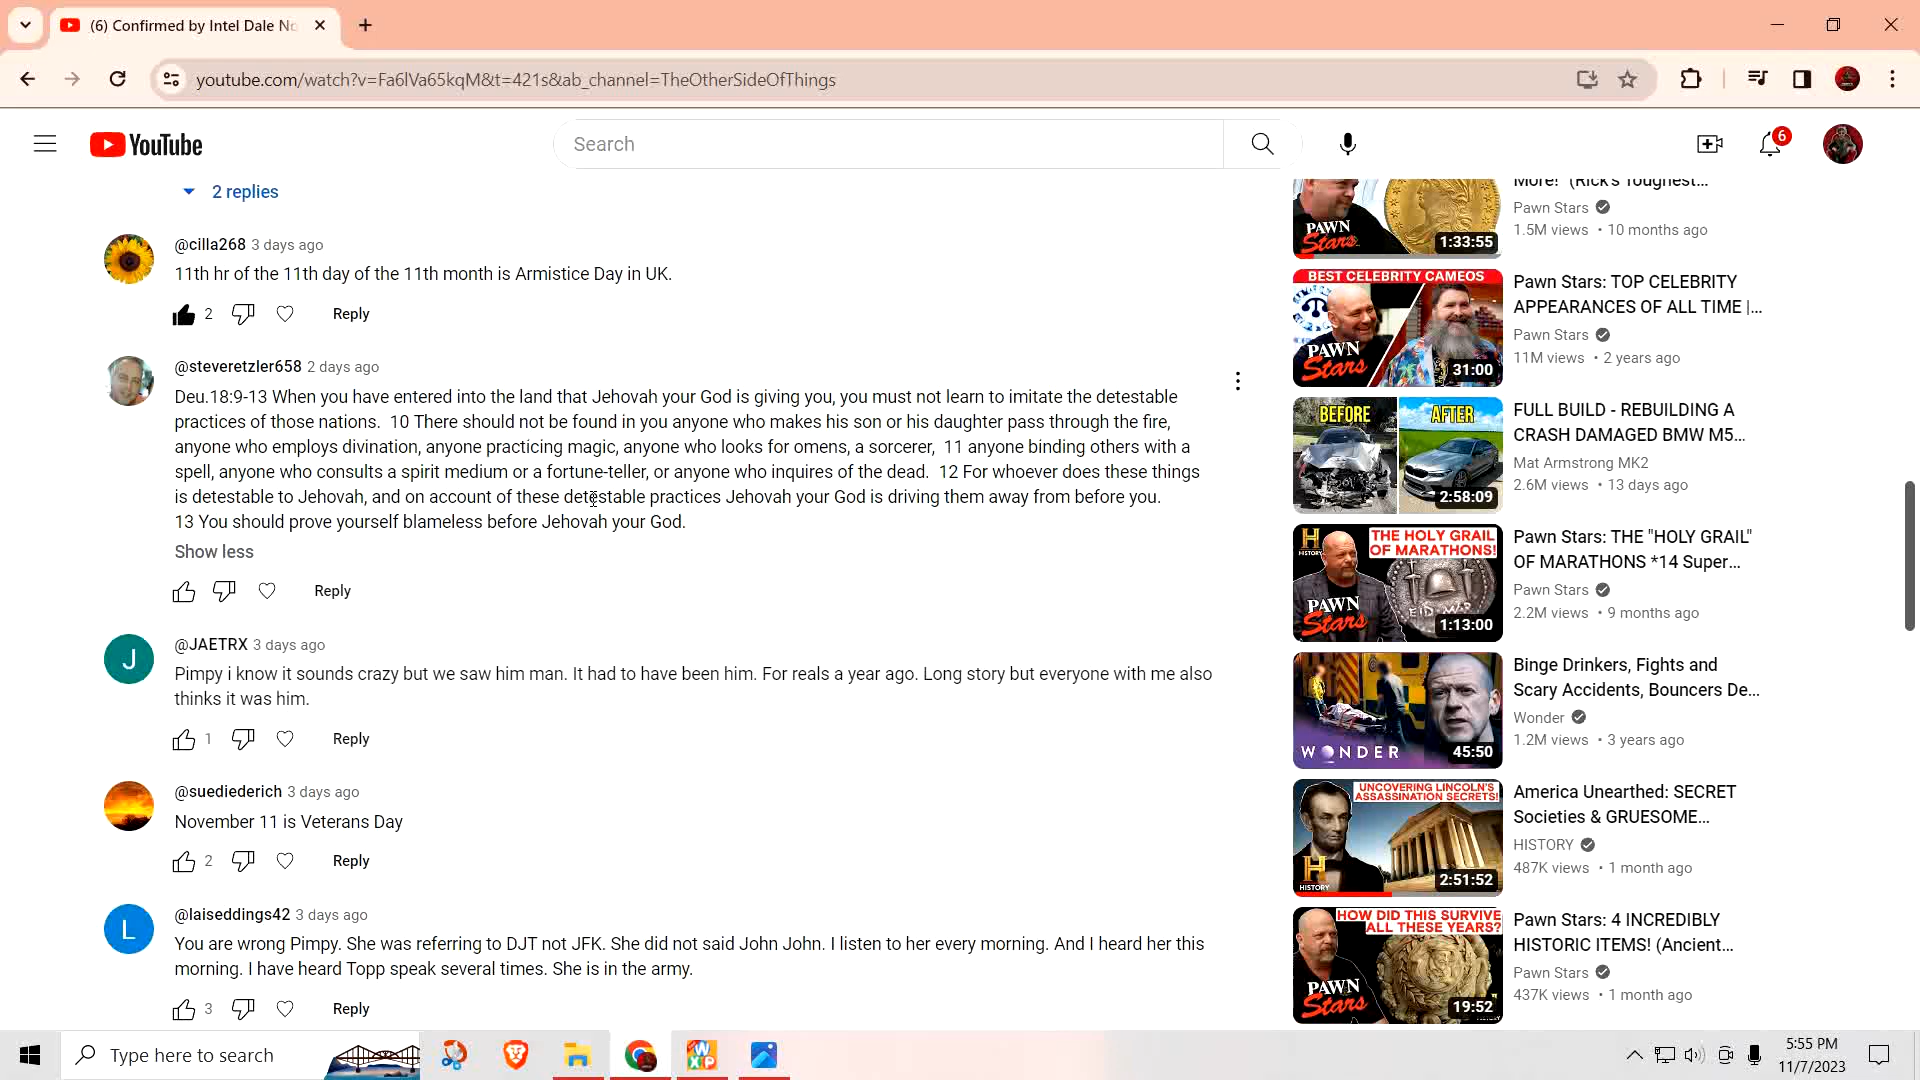 (6) Confirmed by Intel Dale No
youtube.com/watch?v=Fa6lVa65kqM&t=421s&ab_channel=TheOtherSideOfThings
YouTube
Search
6
2 replies
@cilla268 3 days ago
11th hr of the 11th day of the 11th month is Armistice Day in UK.
2 Reply
@steveretzler658 2 days ago
Deu.18:9-13 When you have entered into the land that Jehovah your God is giving you, you must not learn to imitate the detestable
practices of those nations. 10 There should not be found in you anyone who makes his son or his daughter pass through the fire,
anyone who employs divination, anyone practicing magic, anyone who looks for omens, a sorcerer, 11 anyone binding others with a
spell, anyone who consults a spirit medium or a fortune-teller, or anyone who inquires of the dead. 12 For whoever does these things
is detestable to Jehovah, and on account of these detestable practices Jehovah your God is driving them away from before you.
13 You should prove yourself blameless before Jehovah your God.
Show less
Reply
J
@JAETRX 3 days ago
Pimpy i know it sounds crazy but we saw him man. It had to have been him. For reals a year ago. Long story but everyone with me also
thinks it was him.
1 Reply
@suediederich 3 days ago
November 11 is Veterans Day
2 Reply
L
@laiseddings42 3 days ago
You are wrong Pimpy. She was referring to DJT not JFK. She did not said John John. I listen to her every morning. And I heard her this
morning. I have heard Topp speak several times. She is in the army.
3 Reply
PAWN
Stars
1:33:55
More! (Rick's Toughest...
Pawn Stars
1.5M views • 10 months ago
BEST CELEBRITY CAMEOS
PAWN
Stars
31:00
Pawn Stars: TOP CELEBRITY
APPEARANCES OF ALL TIME |...
Pawn Stars
11M views • 2 years ago
BEFORE
AFTER
2:58:09
FULL BUILD - REBUILDING A
CRASH DAMAGED BMW M5...
Mat Armstrong MK2
2.6M views • 13 days ago
H
HISTORY
THE HOLY GRAIL
OF MARATHONS!
EID MAR
PAWN
Stars
1:13:00
Pawn Stars: THE "HOLY GRAIL"
OF MARATHONS *14 Super...
Pawn Stars
2.2M views • 9 months ago
WONDER
45:50
Binge Drinkers, Fights and
Scary Accidents, Bouncers De...
Wonder
1.2M views • 3 years ago
UNCOVERING LINCOLN'S
ASSASSINATION SECRETS!
H
HISTORY
2:51:52
America Unearthed: SECRET
Societies & GRUESOME...
HISTORY
487K views • 1 month ago
HOW DID THIS SURVIVE
ALL THESE YEARS?
PAWN
Stars
19:52
Pawn Stars: 4 INCREDIBLY
HISTORIC ITEMS! (Ancient...
Pawn Stars
437K views • 1 month ago
Type here to search
5:55 PM
11/7/2023